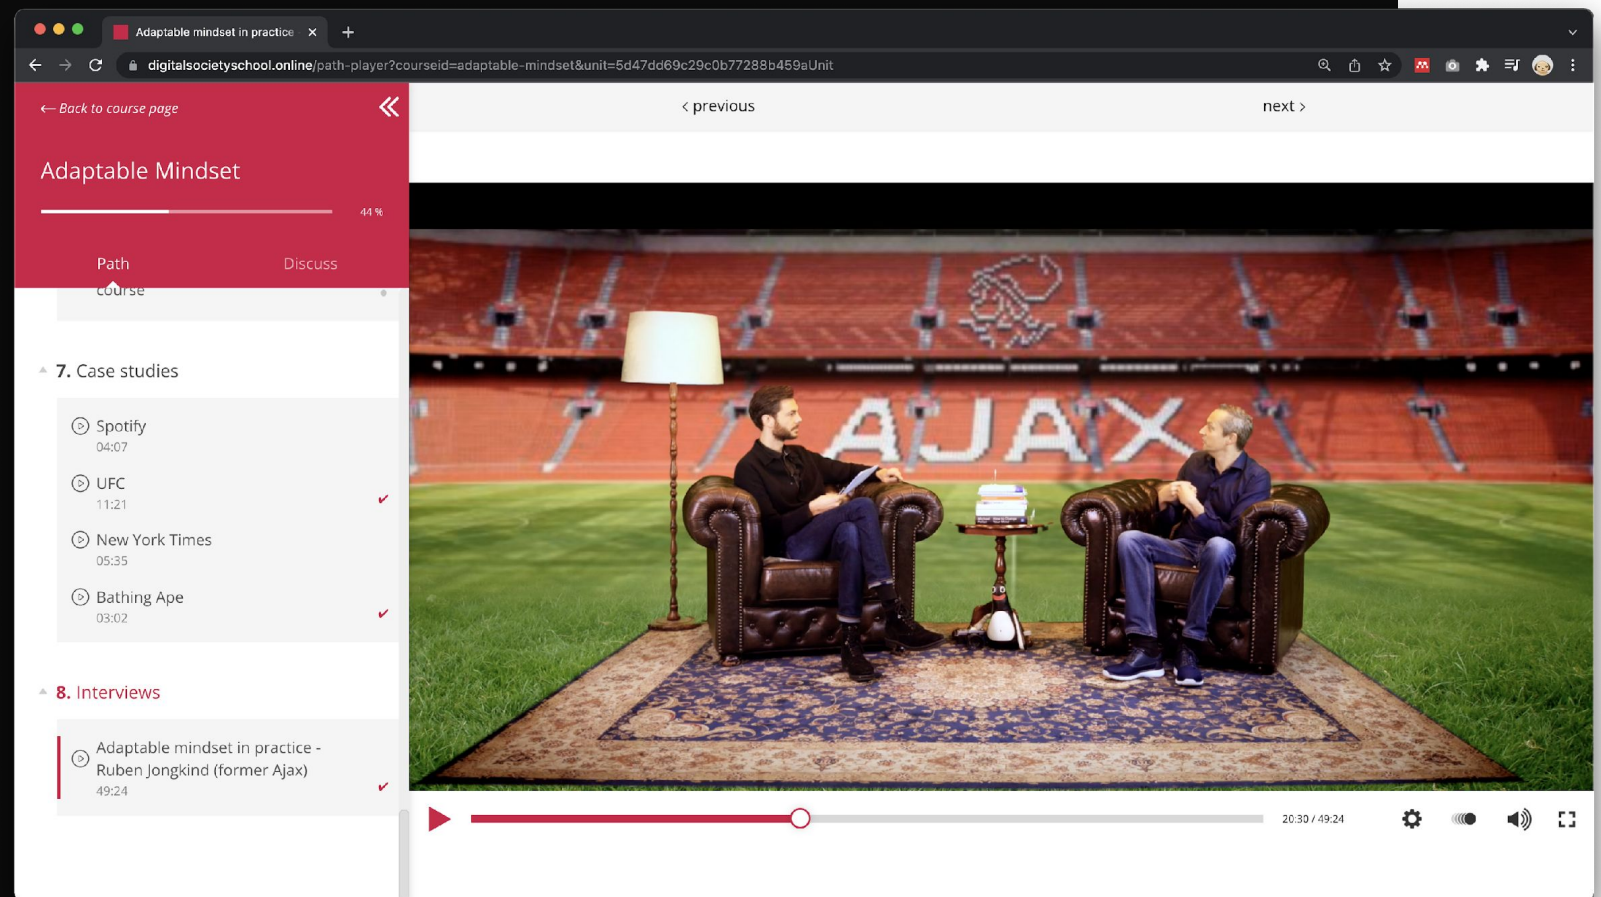 Adaptable mindset in practice
digitalsocietyschool.online/path-player?courseid=adaptable-mindset&unit=5d47dd69c29c0b77288b459aUnit
Back to course page
Adaptable Mindset
44 %
Path
Discuss
course
7. Case studies
Spotify
04:07
UFC
11:21
New York Times
05:35
Bathing Ape
03:02
8. Interviews
Adaptable mindset in practice -
Ruben Jongkind (former Ajax)
49:24
previous
next
AJAX
20:30 / 49:24